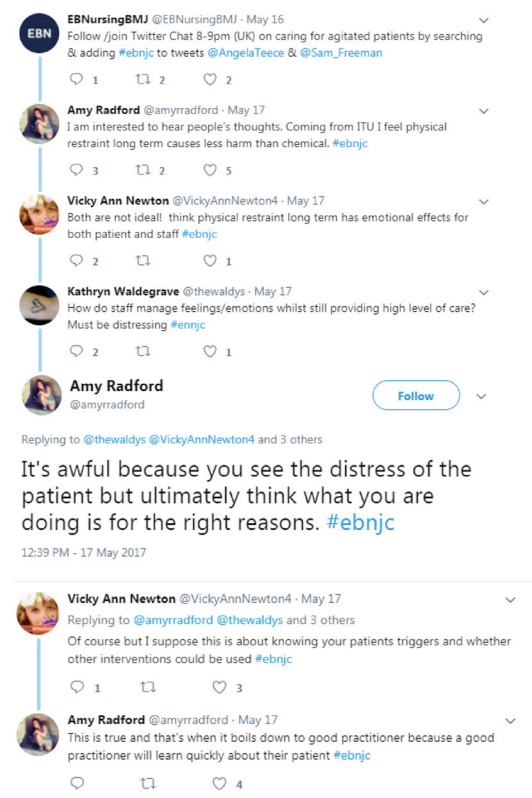 EBN
EBNursingBMJ @EBNursingBMJ · May 16
Follow /join Twitter Chat 8-9pm (UK) on caring for agitated patients by searching
& adding #ebnjc to tweets @AngelaTeece & @Sam_Freeman
1 2 2
Amy Radford @amyrradford · May 17
I am interested to hear people's thoughts. Coming from ITU I feel physical
restraint long term causes less harm than chemical. #ebnjc
3 2 5
Vicky Ann Newton @VickyAnnNewton4 · May 17
Both are not ideal! think physical restraint long term has emotional effects for
both patient and staff #ebnjc
2 1
Kathryn Waldegrave @thewaldys · May 17
How do staff manage feelings/emotions whilst still providing high level of care?
Must be distressing #ennjc
2 1
Amy Radford
@amyrradford
Follow
Replying to @thewaldys @VickyAnnNewton4 and 3 others
It's awful because you see the distress of the
patient but ultimately think what you are
doing is for the right reasons. #ebnjc
12:39 PM - 17 May 2017
Vicky Ann Newton @VickyAnnNewton4 · May 17
Replying to @amyrradford @thewaldys and 3 others
Of course but I suppose this is about knowing your patients triggers and whether
other interventions could be used #ebnjc
1 3
Amy Radford @amyrradford · May 17
This is true and that's when it boils down to good practitioner because a good
practitioner will learn quickly about their patient #ebnjc
4